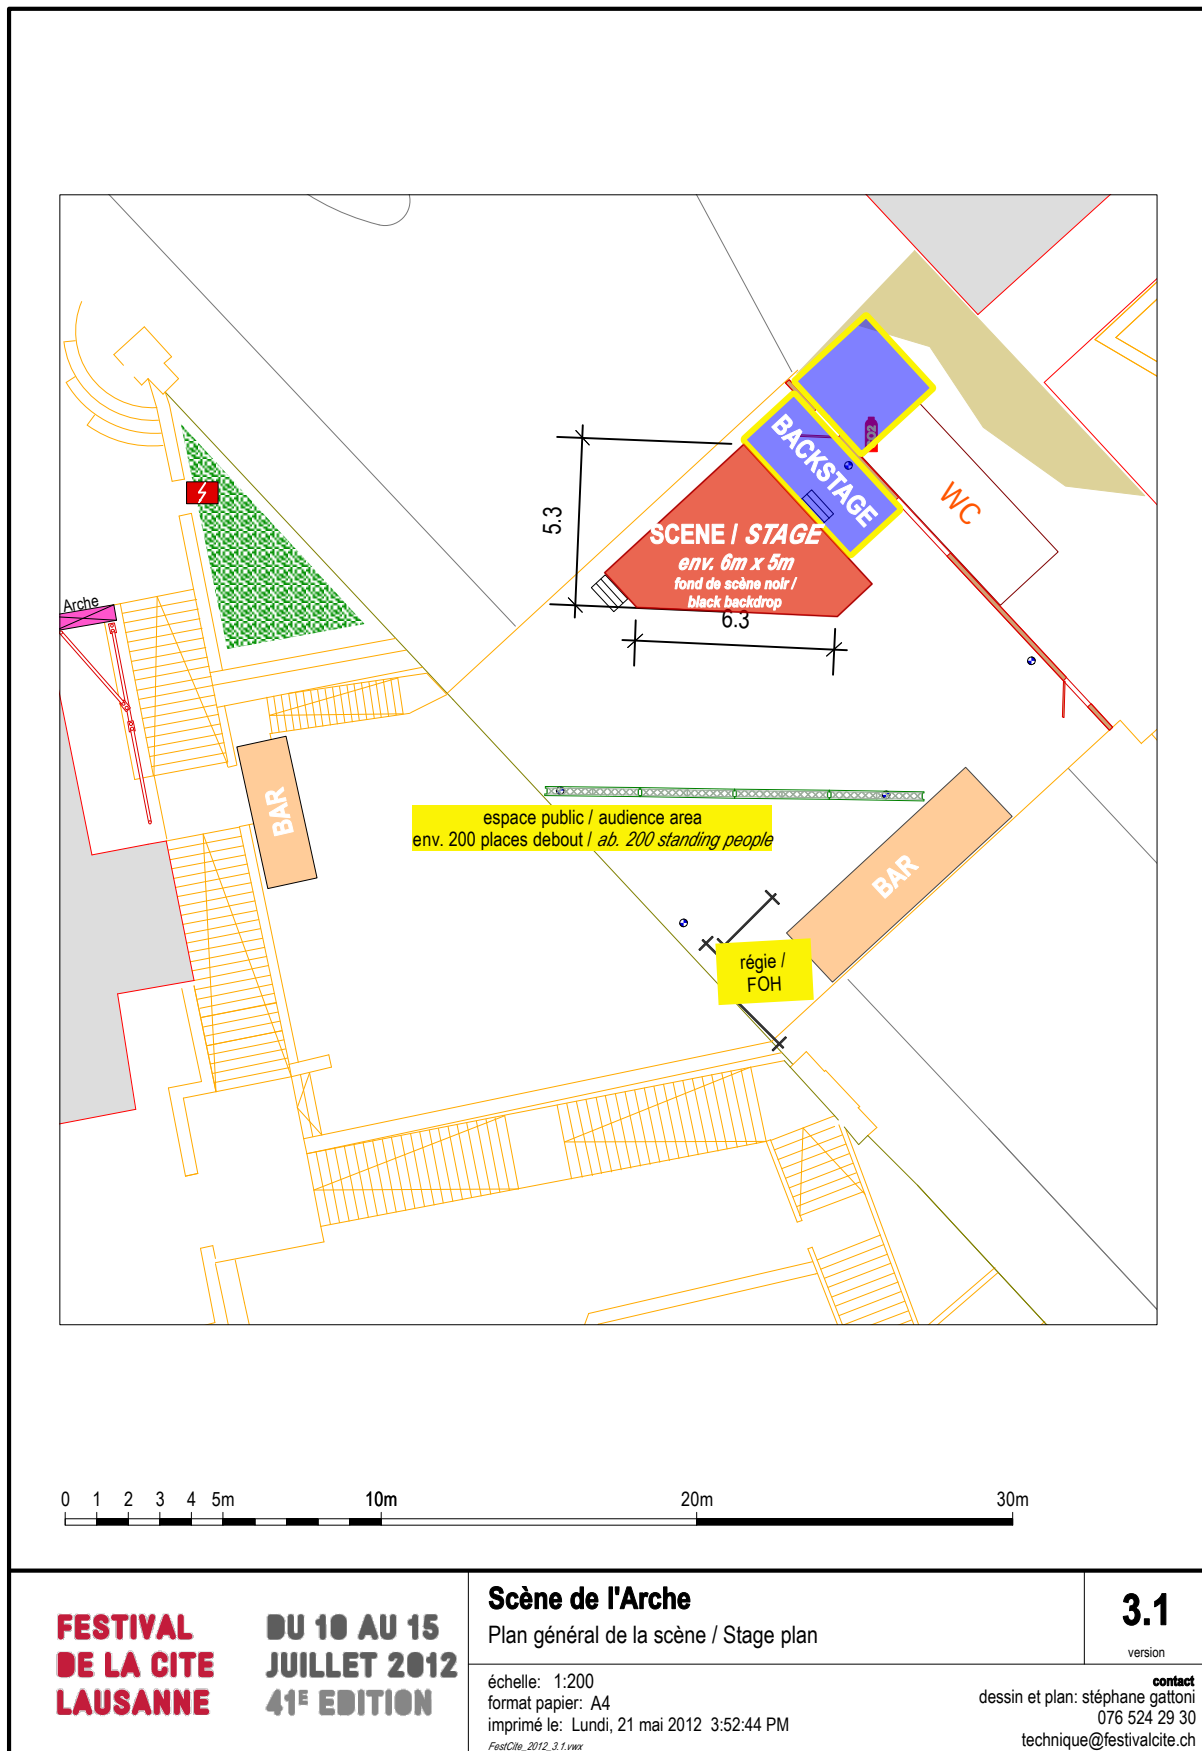 BACKSTAGE
WC
5.3
SCENE / STAGE
env. 6m x 5m
fond de scène noir /
black backdrop
6.3
Arche
BAR
espace public / audience area
env. 200 places debout / ab. 200 standing people
BAR
régie /
FOH
0 1 2 3 4 5m 10m 20m 30m
FESTIVAL
DE LA CITE
LAUSANNE
DU 10 AU 15
JUILLET 2012
41E EDITION
Scène de l'Arche
Plan général de la scène / Stage plan
3.1
version
échelle: 1:200
format papier: A4
imprimé le: Lundi, 21 mai 2012 3:52:44 PM
FestCite_2012_3.1.vwx
contact
dessin et plan: stéphane gattoni
076 524 29 30
technique@festivalcite.ch